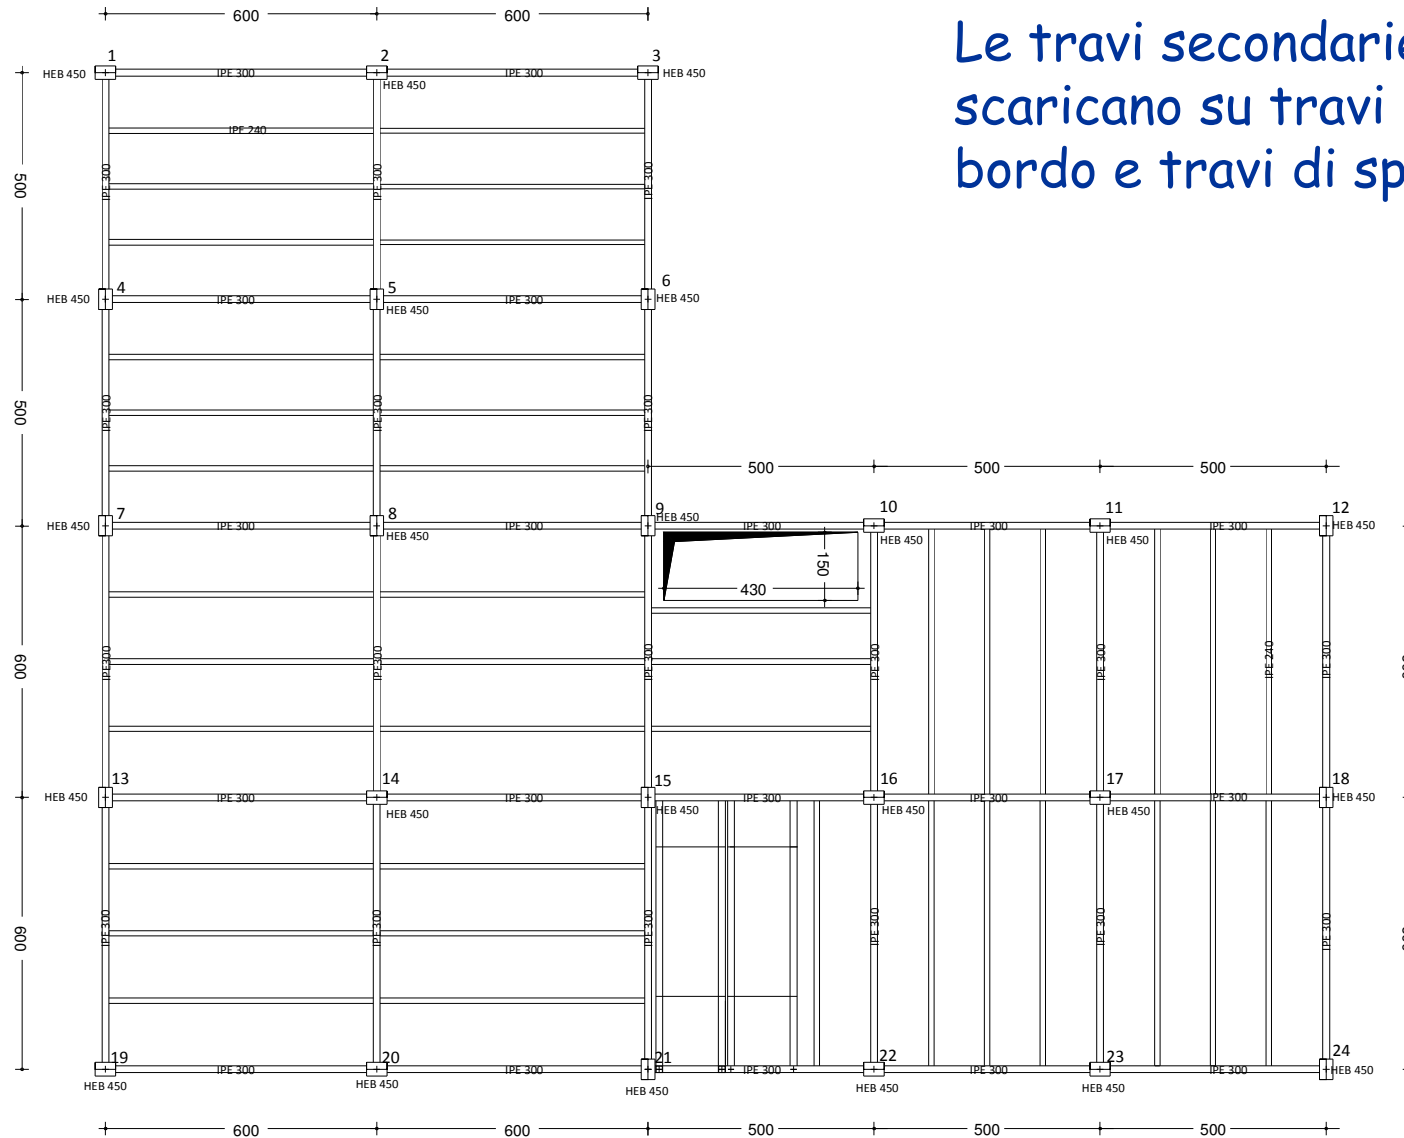 600 600
Le travi secondarie
scaricano su travi
bordo e travi di
1 2 3
HEB 450 IPE 300 IPE 300 HEB 450
HEB 450
IPE 240
500 IPE 300 IPE 300 IPE 300
4 5 6
HEB 450 IPE 300 IPE 300 HEB 450
HEB 450
500 IPE 300 IPE 300 IPE 300
500 500 500
7 8 9 10 11 12
HEB 450
HEB 450 IPE 300 IPE 300 IPE 300 IPE 300 IPE 300 HEB 450
HEB 450 HEB 450 HEB 450
150
430
600 IPE300 IPE300 IPE 300 IPE 300 IPE 300 IPE 240 IPE 300
13 14 15 16 17 18
HEB 450 IPE 300 IPE 300 IPE 300 IPE 300 IPE 300 HEB 450
HEB 450 HEB 450 HEB 450 HEB 450
600 IPE 300 IPE 300 IPE 300 IPE 300 IPE 300 IPE 300
19 20 21 22 23 24
IPE 300 IPE 300 IPE 300 IPE 300 IPE 300 HEB 450
HEB 450 HEB 450 HEB 450 HEB 450 HEB 450
600 600 500 500 500